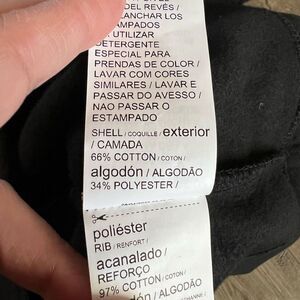 DEL REVÉS /
PLANCHAR LOS
ESTAMPADOS
UTILIZAR
DETERGENTE
ESPECIAL PARA
PRENDAS DE COLOR /
LAVAR COM CORES
SIMILARES / LAVAR E
PASSAR DO AVESSO /
NAO PASSAR O
ESTAMPADO
SHELL / COQUILLE / exterior
/ CAMADA
66% COTTON / COTON /
algodón / ALGODÃO
34% POLYESTER /
poliéster
RIB / RENFORT /
acanalado /
REFORÇO
97% COTTON / COTON /
algodón / ALGODÃO